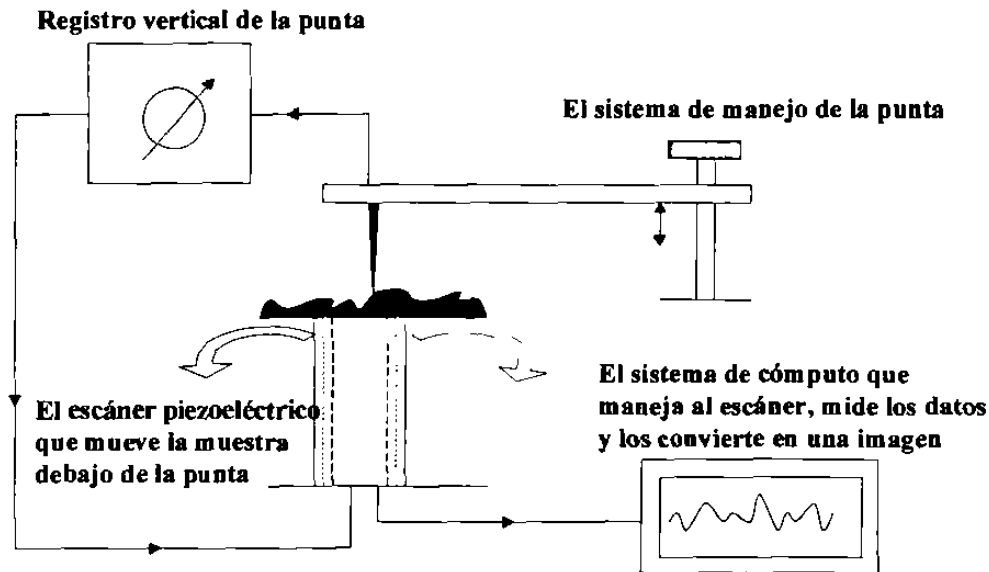 Registro vertical de la punta
El sistema de manejo de la punta
El escáner piezoeléctrico
que mueve la muestra
debajo de la punta
El sistema de cómputo que
maneja al escáner, mide los datos
y los convierte en una imagen